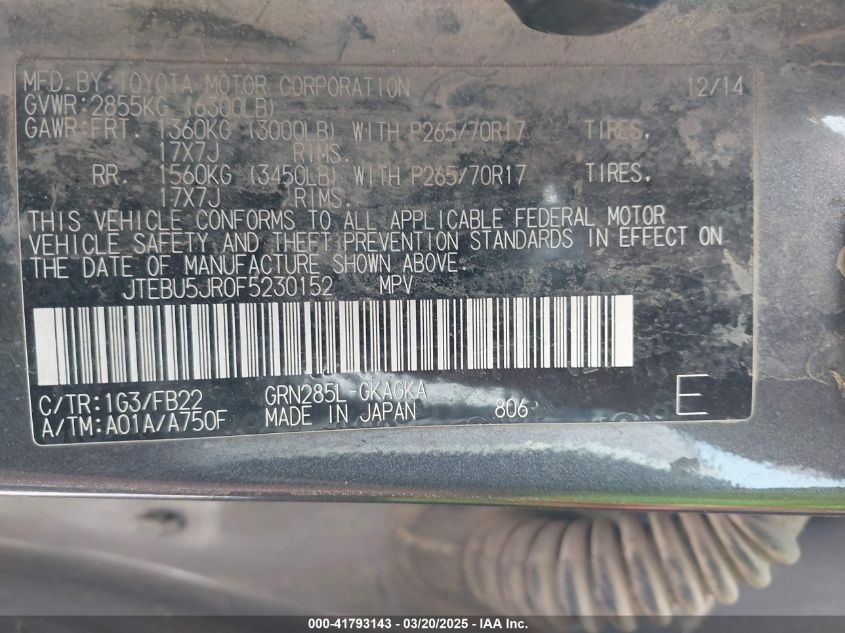 MFD.BY:TOYOTA MOTOR CORPORATION 12/14
GVWR:2855KG (6300LB)
GAWR:FRT. 1360KG (3000LB) WITH P265/70R17 TIRES,
17X7J RIMS.
RR. 1560KG (3450LB) WITH P265/70R17 TIRES,
17X7J RIMS.
THIS VEHICLE CONFORMS TO ALL APPLICABLE FEDERAL MOTOR
VEHICLE SAFETY AND THEFT PREVENTION STANDARDS IN EFFECT ON
THE DATE OF MANUFACTURE SHOWN ABOVE.
JTEBU5JR0F5230152 MPV
C/TR:1G3/FB22 GRN285L-GKAGKA
A/TM:A01A/A750F MADE IN JAPAN 806 E
000-41793143 - 03/20/2025 - IAA Inc.